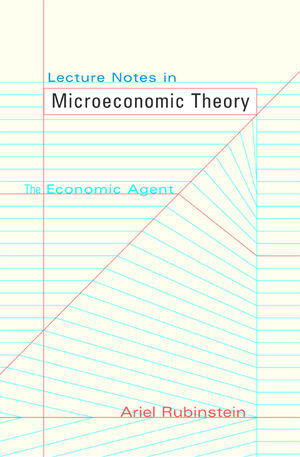 Lecture Notes in
Microeconomic Theory
The Economic Agent
Ariel Rubinstein